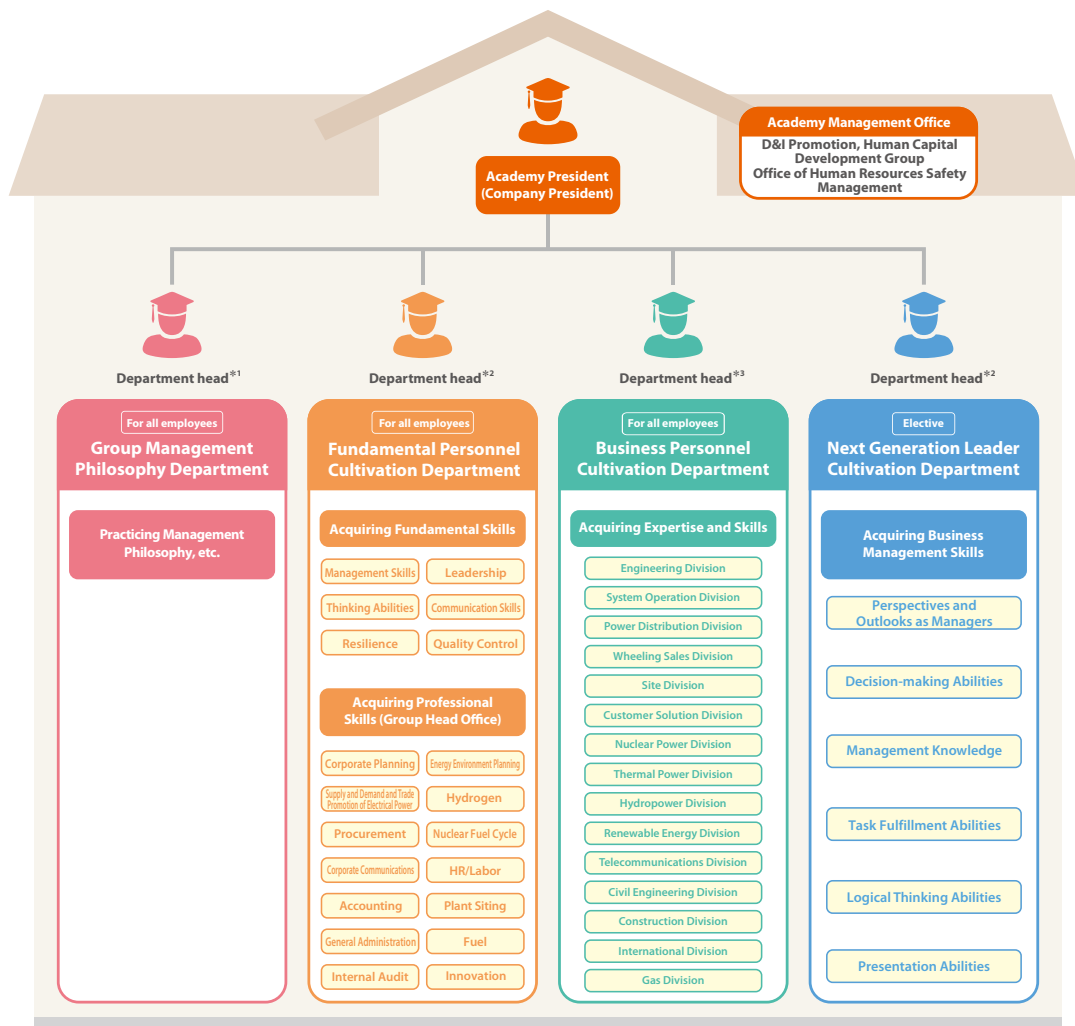 Academy Management Office
D&I Promotion, Human Capital
Development Group
Office of Human Resources Safety
Management
Academy President
(Company President)
Department head*1
For all employees
Group Management
Philosophy Department
Practicing Management
Philosophy, etc.
Department head*2
For all employees
Fundamental Personnel
Cultivation Department
Acquiring Fundamental Skills
Management Skills
Leadership
Thinking Abilities
Communication Skills
Resilience
Quality Control
Acquiring Professional
Skills (Group Head Office)
Corporate Planning
Energy Environment Planning
Supply and Demand and Trade
Promotion of Electrical Power
Hydrogen
Procurement
Nuclear Fuel Cycle
Corporate Communications
HR/Labor
Accounting
Plant Siting
General Administration
Fuel
Internal Audit
Innovation
Department head*3
For all employees
Business Personnel
Cultivation Department
Acquiring Expertise and Skills
Engineering Division
System Operation Division
Power Distribution Division
Wheeling Sales Division
Site Division
Customer Solution Division
Nuclear Power Division
Thermal Power Division
Hydropower Division
Renewable Energy Division
Telecommunications Division
Civil Engineering Division
Construction Division
International Division
Gas Division
Department head*2
Elective
Next Generation Leader
Cultivation Department
Acquiring Business
Management Skills
Perspectives and
Outlooks as Managers
Decision-making Abilities
Management Knowledge
Task Fulfillment Abilities
Logical Thinking Abilities
Presentation Abilities